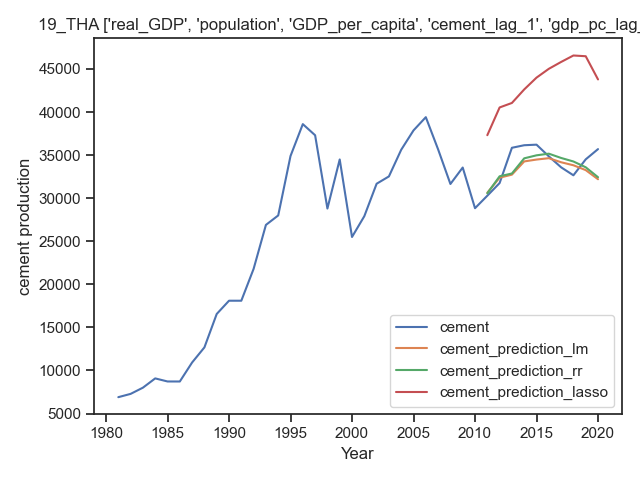 19_THA ['real_GDP', 'population', 'GDP_per_capita', 'cement_lag_1', 'gdp_pc_lag_
45000
40000
35000
30000
25000
20000
15000
10000
5000
cement production
cement
cement_prediction_lm
cement_prediction_rr
cement_prediction_lasso
1980 1985 1990 1995 2000 2005 2010 2015 2020
Year